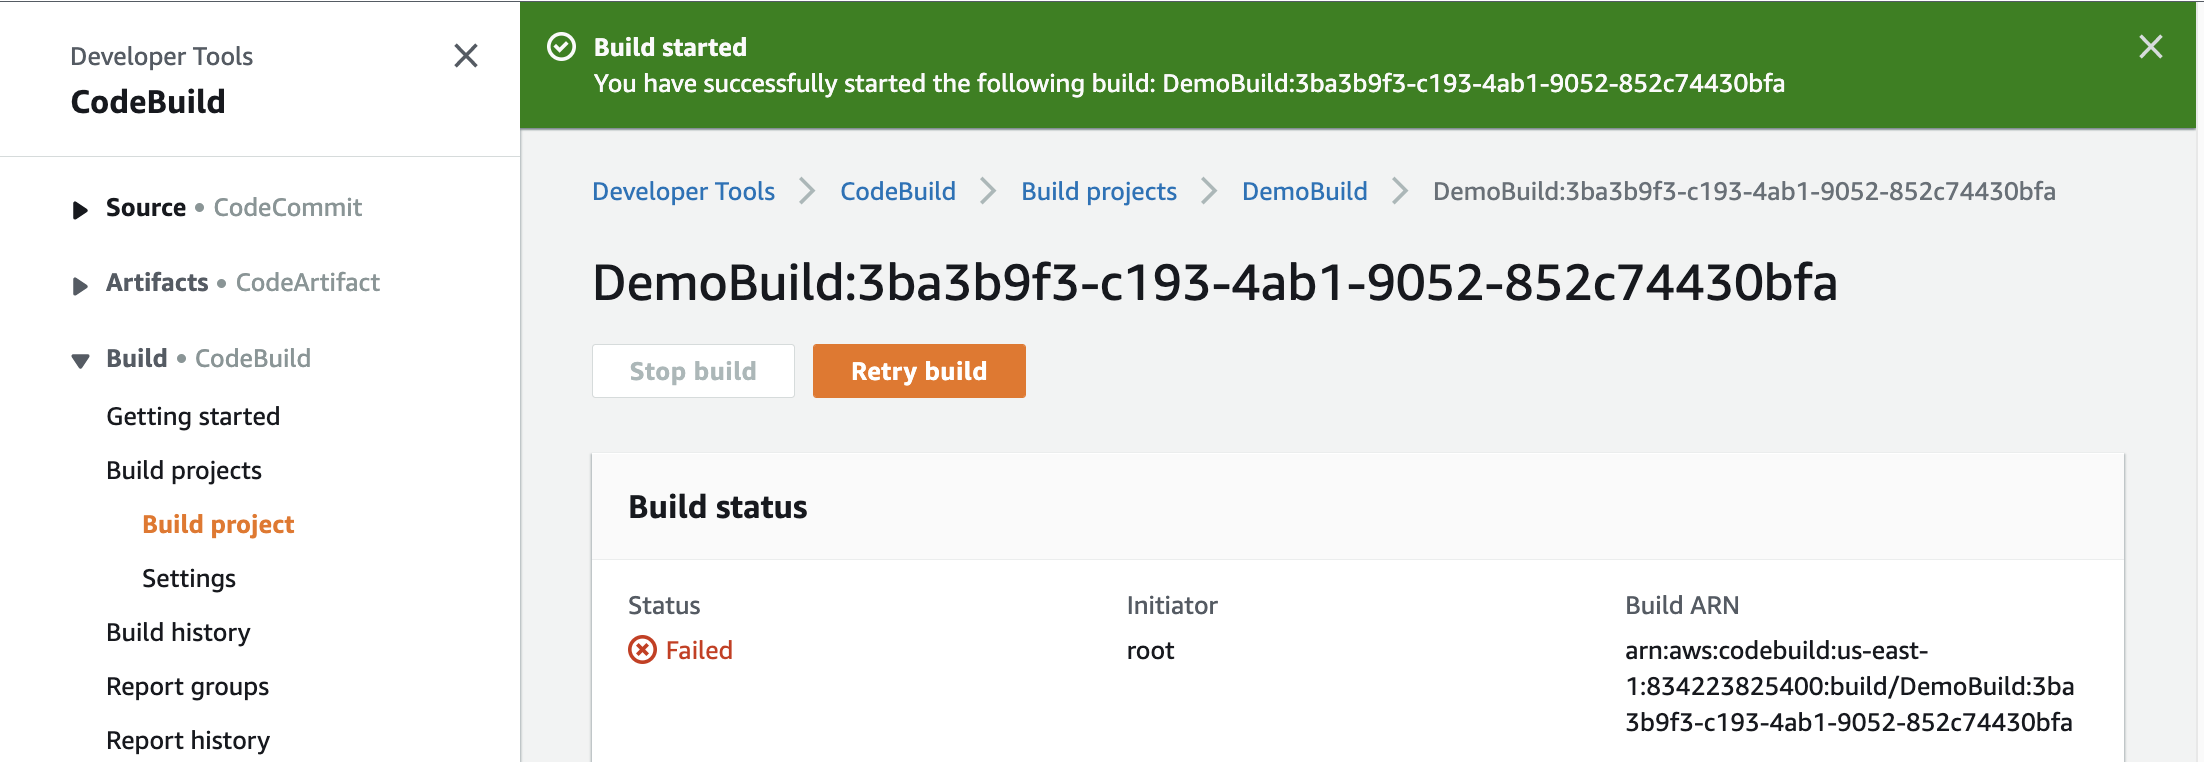 Developer Tools
CodeBuild
Source • CodeCommit
Artifacts • CodeArtifact
Build • CodeBuild
Getting started
Build projects
Build project
Settings
Build history
Report groups
Report history
Build started
You have successfully started the following build: DemoBuild:3ba3b9f3-c193-4ab1-9052-852c74430bfa
Developer Tools > CodeBuild > Build projects > DemoBuild > DemoBuild:3ba3b9f3-c193-4ab1-9052-852c74430bfa
DemoBuild:3ba3b9f3-c193-4ab1-9052-852c74430bfa
Stop build Retry build
Build status
Status
Failed
Initiator
root
Build ARN
arn:aws:codebuild:us-east-
1:834223825400:build/DemoBuild:3ba
3b9f3-c193-4ab1-9052-852c74430bfa